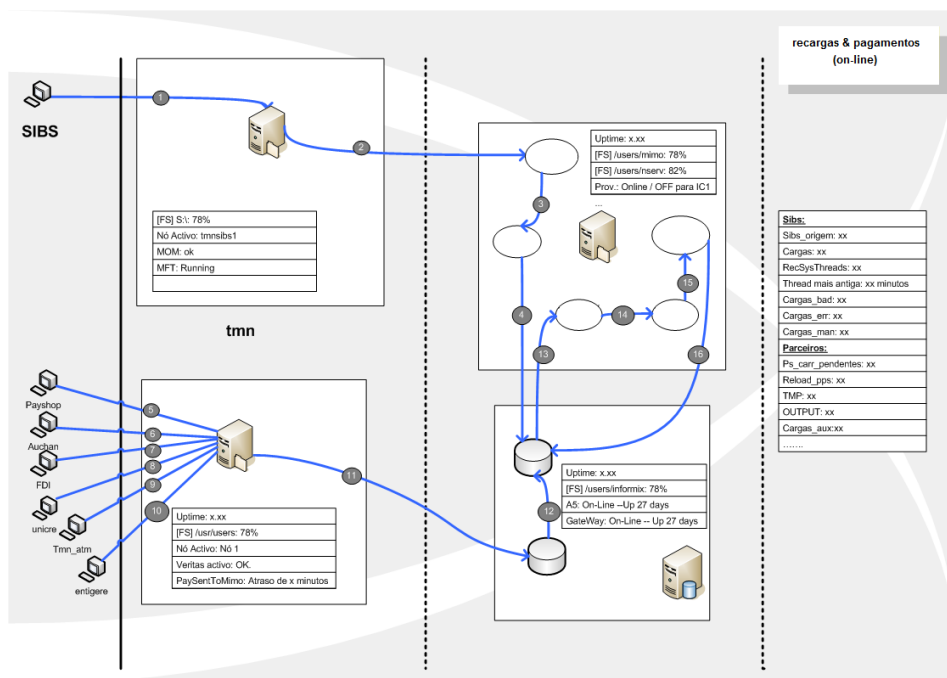 recargas & pagamentos
(on-line)
SIBS
1
2
[FS] S:\: 78%
Nó Activo: tmnsibs1
MOM: ok
MFT: Running
tmn
Uptime: x.xx
[FS] /users/mimo: 78%
[FS] /users/nserv: 82%
Prov.: Online / OFF para IC1
...
3
4
13
14
15
16
Sibs:
Sibs_origem: xx
Cargas: xx
RecSysThreads: xx
Thread mais antiga: xx minutos
Cargas_bad: xx
Cargas_err: xx
Cargas_man: xx
Parceiros:
Ps_carr_pendentes: xx
Reload_pps: xx
TMP: xx
OUTPUT: xx
Cargas_aux:xx
.......
Payshop
Auchan
FDI
unicre
Tmn_atm
entigere
5
6
7
8
9
10
11
Uptime: x.xx
[FS] /usr/users: 78%
Nó Activo: Nó 1
Veritas activo: OK.
PaySentToMimo: Atraso de x minutos
12
Uptime: x.xx
[FS] /users/informix: 78%
A5: On-Line --Up 27 days
GateWay: On-Line -- Up 27 days